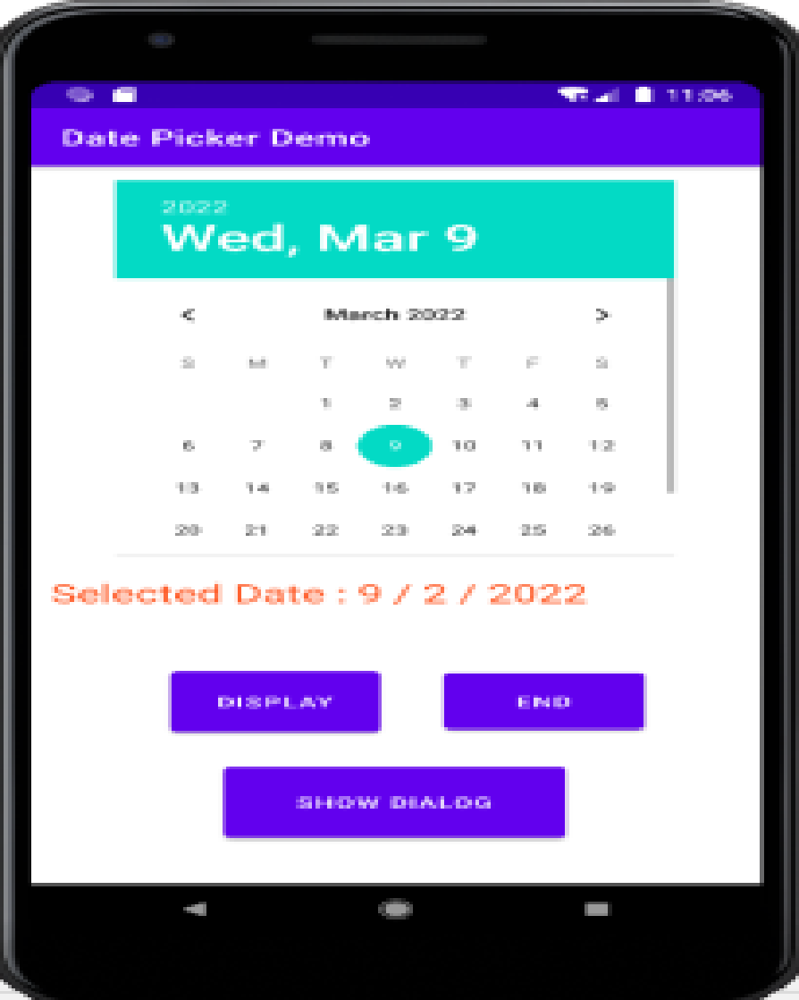 11:06
Date Picker Demo
2022
Wed, Mar 9
< March 2022 >
S M T W T F S
1 2 3 4 5
6 7 8 9 10 11 12
13 14 15 16 17 18 19
20 21 22 23 24 25 26
Selected Date : 9 / 2 / 2022
DISPLAY END
SHOW DIALOG